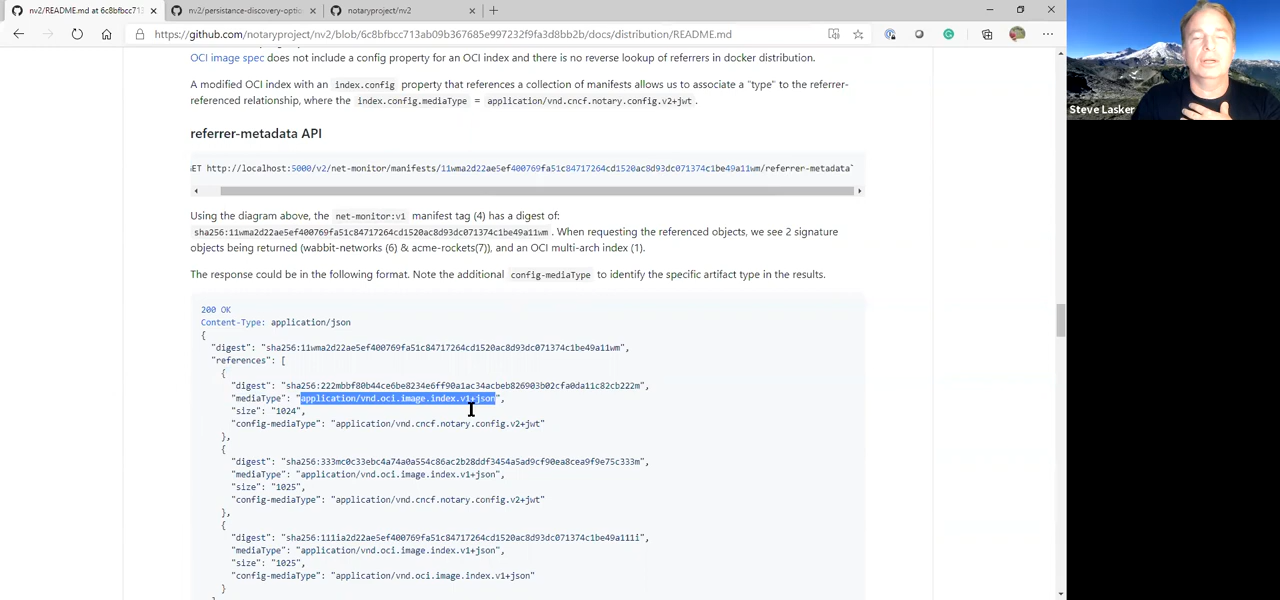 nv2/README.md at 6c8bfbcc71
nv2/persistance-discovery-optio
notaryproject/nv2
https://github.com/notaryproject/nv2/blob/6c8bfbcc713ab09b367685e997232f9fa3d8bb2b/docs/distribution/README.md
OCI image spec does not include a config property for an OCI index and there is no reverse lookup of referrers in docker distribution.
A modified OCI index with an index.config property that references a collection of manifests allows us to associate a "type" to the referrer-
referenced relationship, where the index.config.mediaType = application/vnd.cncf.notary.config.v2+jwt.
referrer-metadata API
GET http://localhost:5000/v2/net-monitor/manifests/11wma2d22ae5ef400769fa51c84717264cd1520ac8d93dc071374c1be49a11wm/referrer-metadata`
Using the diagram above, the net-monitor:v1 manifest tag (4) has a digest of:
sha256:11wma2d22ae5ef400769fa51c84717264cd1520ac8d93dc071374c1be49a11wm. When requesting the referenced objects, we see 2 signature
objects being returned (wabbit-networks (6) & acme-rockets(7)), and an OCI multi-arch index (1).
The response could be in the following format. Note the additional config-mediaType to identify the specific artifact type in the results.
200 OK
Content-Type: application/json
{
"digest": "sha256:11wma2d22ae5ef400769fa51c84717264cd1520ac8d93dc071374c1be49a11wm",
"references": [
{
"digest": "sha256:222mbbf80b44ce6be8234e6ff90a1ac34acbeb826903b02cfa0da11c82cb222m",
"mediaType": "application/vnd.oci.image.index.v1+json",
"size": "1024",
"config-mediaType": "application/vnd.cncf.notary.config.v2+jwt"
},
{
"digest": "sha256:333mc0c33ebc4a74a0a554c86ac2b28ddf3454a5ad9cf90ea8cea9f9e75c333m",
"mediaType": "application/vnd.oci.image.index.v1+json",
"size": "1025",
"config-mediaType": "application/vnd.cncf.notary.config.v2+jwt"
},
{
"digest": "sha256:111ia2d22ae5ef400769fa51c84717264cd1520ac8d93dc071374c1be49a111i",
"mediaType": "application/vnd.oci.image.index.v1+json",
"size": "1025",
"config-mediaType": "application/vnd.oci.image.index.v1+json"
}
Steve Lasker